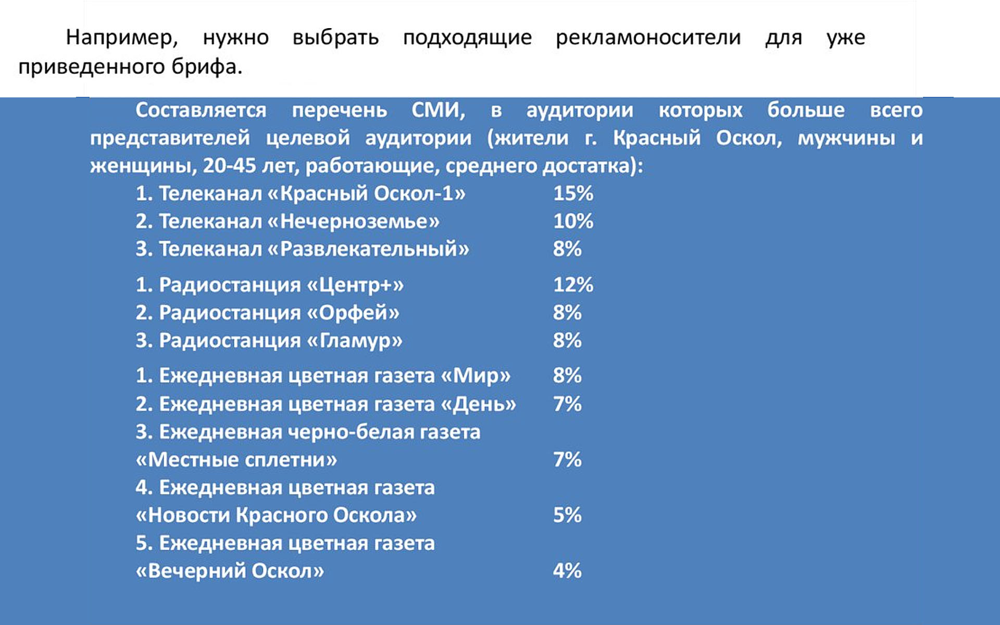 Например, нужно выбрать подходящие рекламоносители для уже
приведенного брифа.
Составляется перечень СМИ, в аудитории которых больше всего
представителей целевой аудитории (жители г. Красный Оскол, мужчины и
женщины, 20-45 лет, работающие, среднего достатка):
1. Телеканал «Красный Оскол-1» 15%
2. Телеканал «Нечерноземье» 10%
3. Телеканал «Развлекательный» 8%
1. Радиостанция «Центр+» 12%
2. Радиостанция «Орфей» 8%
3. Радиостанция «Гламур» 8%
1. Ежедневная цветная газета «Мир» 8%
2. Ежедневная цветная газета «День» 7%
3. Ежедневная черно-белая газета
«Местные сплетни» 7%
4. Ежедневная цветная газета
«Новости Красного Оскола» 5%
5. Ежедневная цветная газета
«Вечерний Оскол» 4%